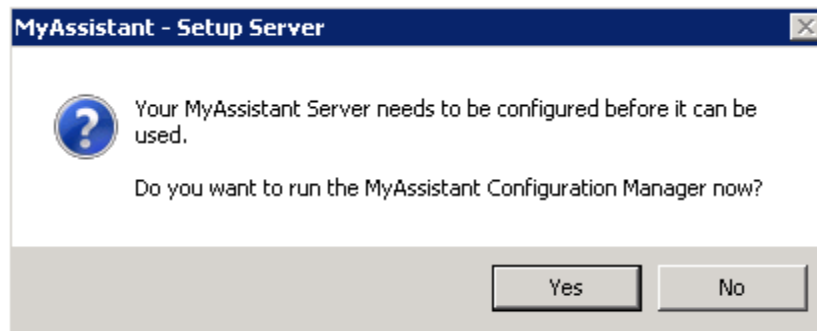 MyAssistant - Setup Server
Your MyAssistant Server needs to be configured before it can be
used.
Do you want to run the MyAssistant Configuration Manager now?
Yes
No